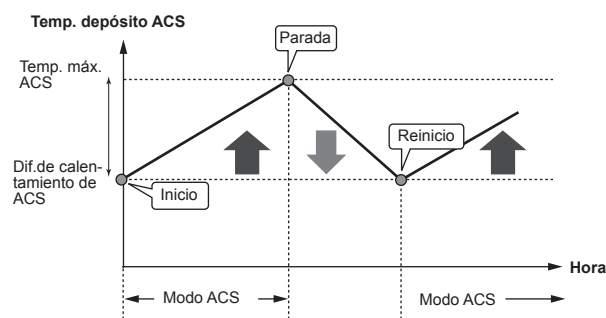 Temp. depósito ACS
Parada
Temp. máx.
ACS
Reinicio
Dif.de calen-
tamiento de
ACS
Inicio
Hora
Modo ACS
Modo ACS